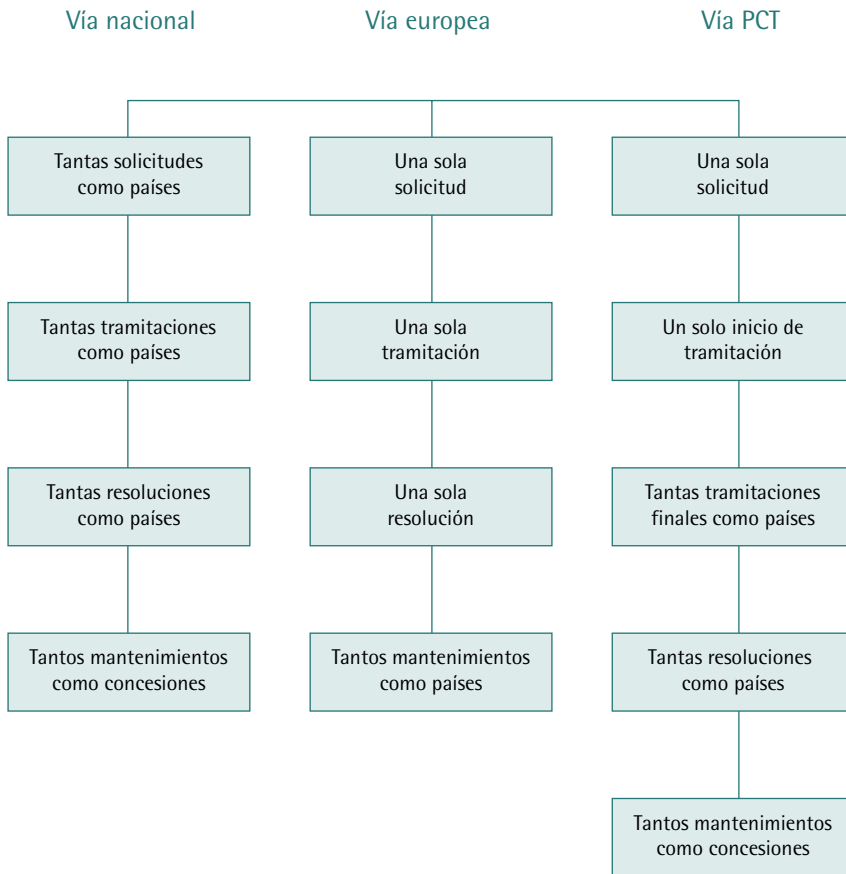 Vía nacional
Vía europea
Vía PCT
Tantas solicitudes
como países
Una sola
solicitud
Una sola
solicitud
Tantas tramitaciones
como países
Una sola
tramitación
Un solo inicio de
tramitación
Tantas resoluciones
como países
Una sola
resolución
Tantas tramitaciones
finales como países
Tantos mantenimientos
como concesiones
Tantos mantenimientos
como países
Tantas resoluciones
como países
Tantos mantenimientos
como concesiones